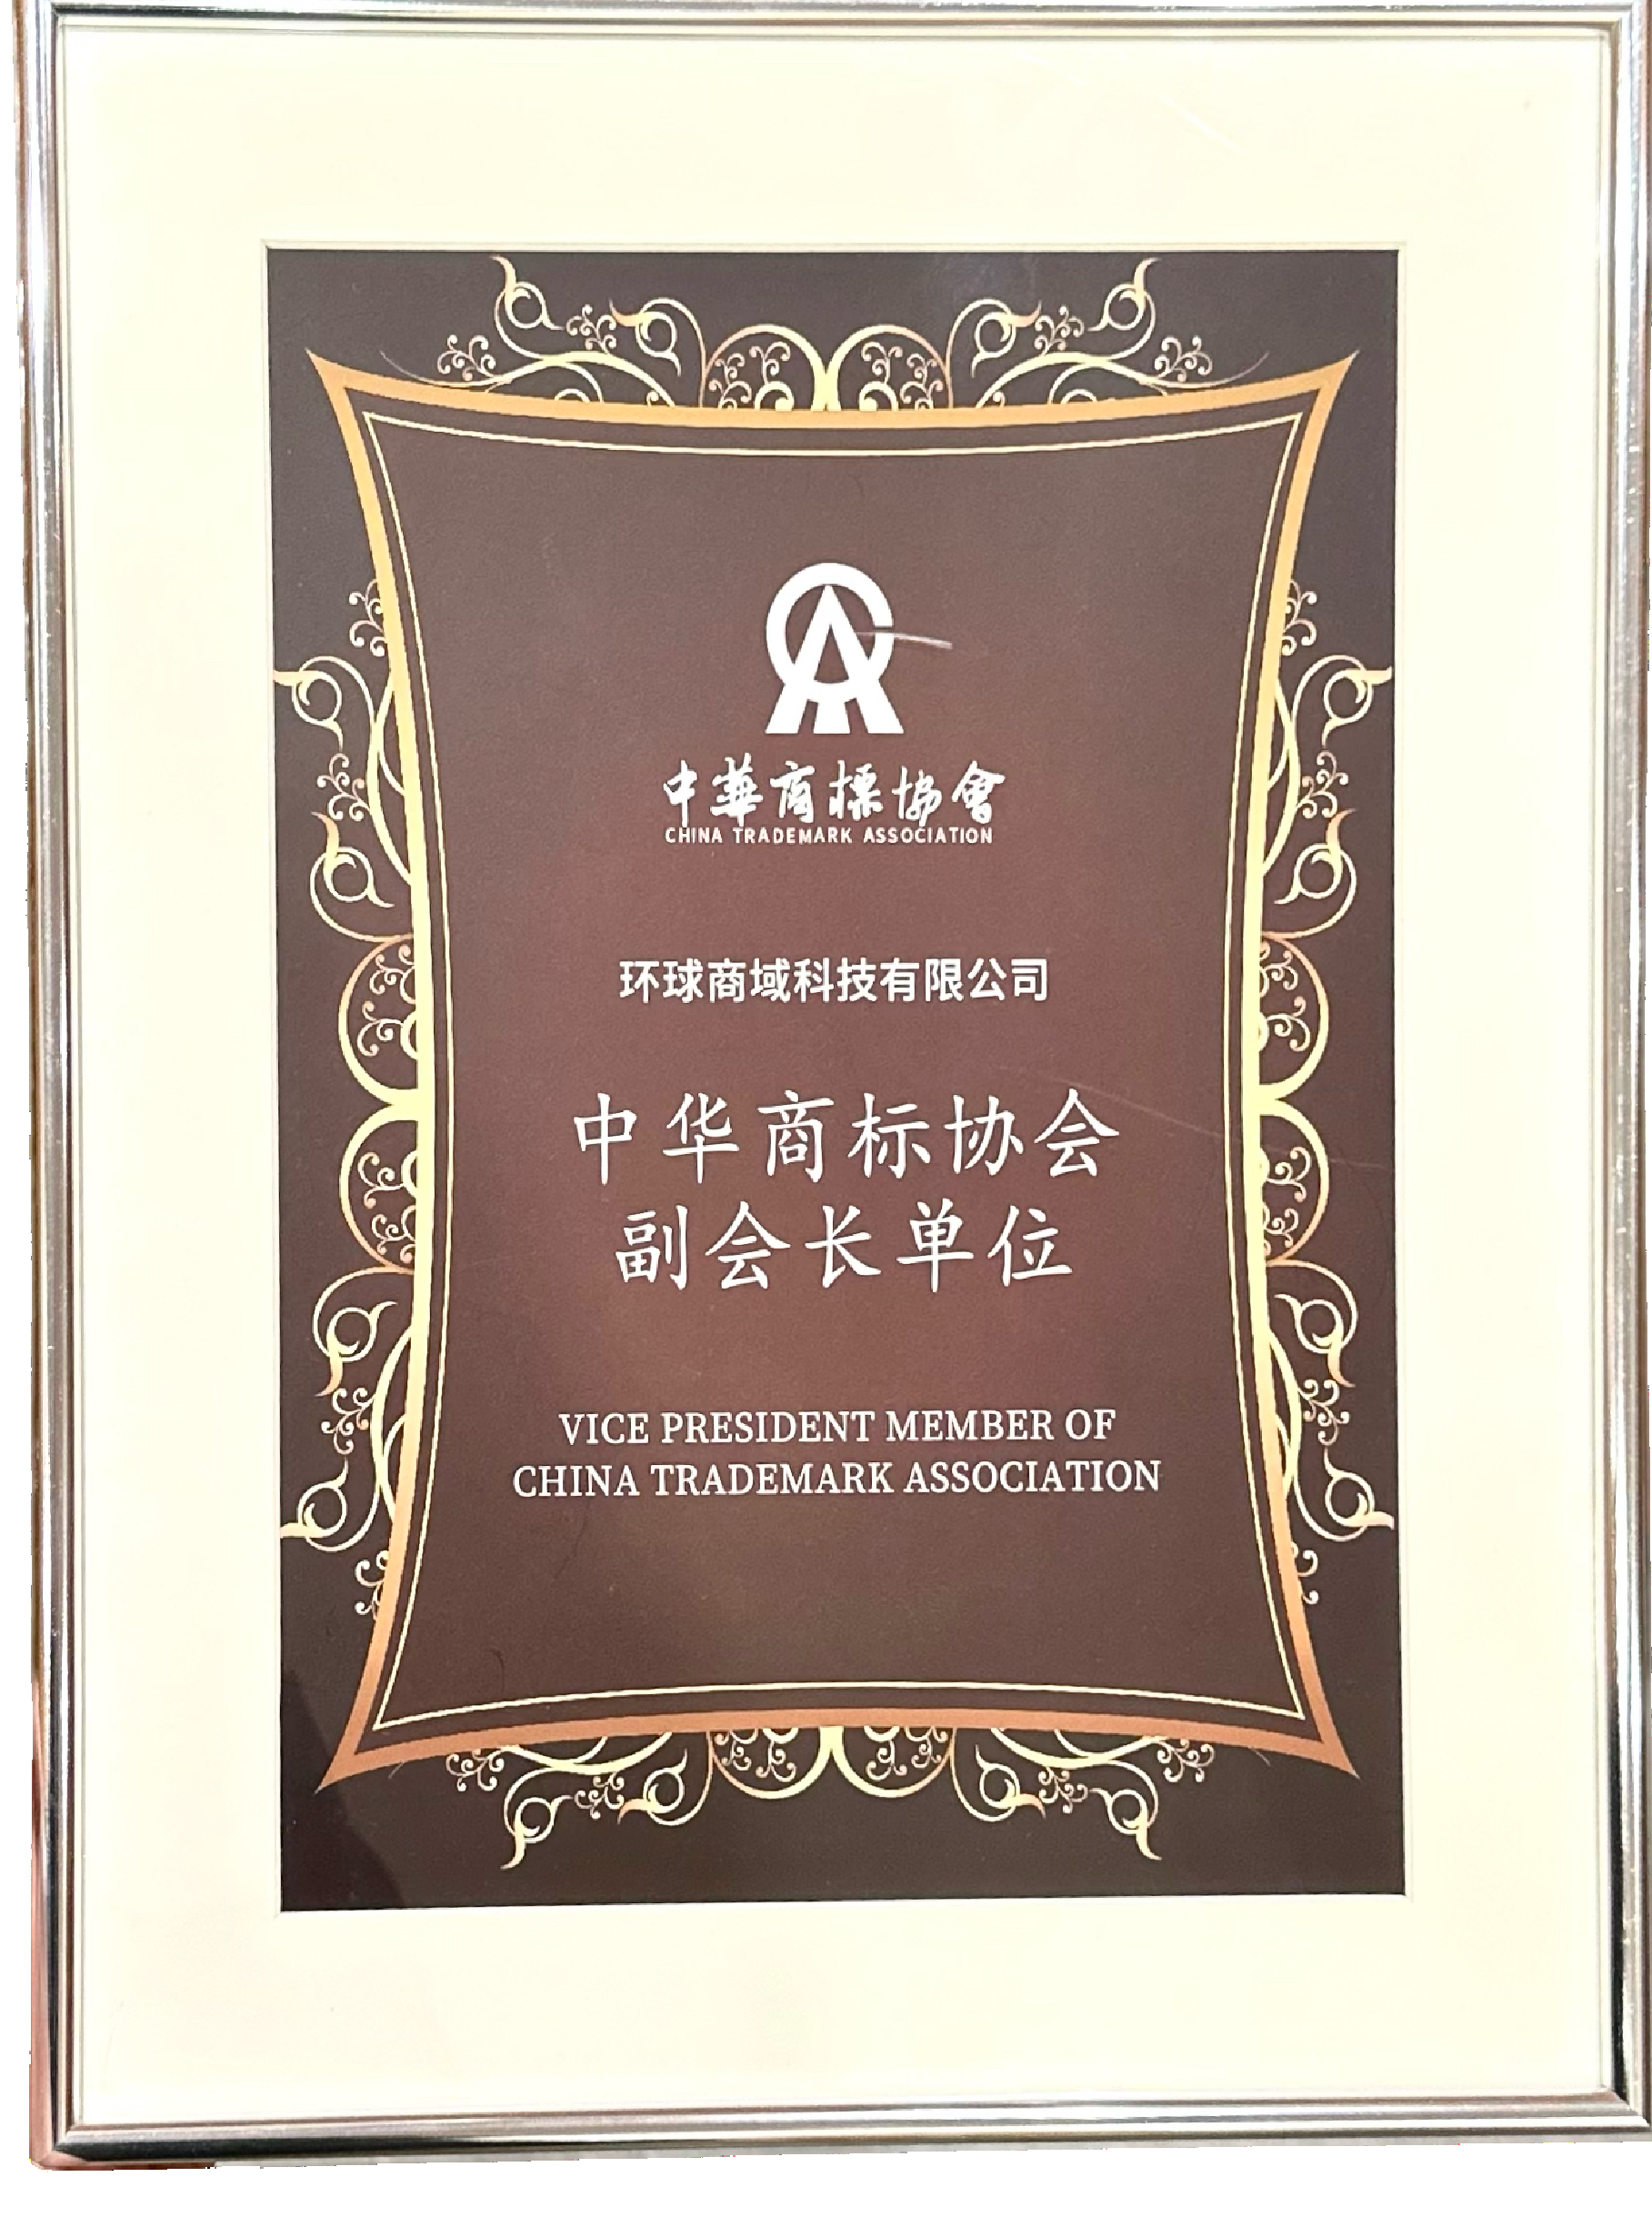 中華商標協會
CHINA TRADEMARK ASSOCIATION
环球商域科技有限公司
中华商标协会
副会长单位
VICE PRESIDENT MEMBER OF
CHINA TRADEMARK ASSOCIATION